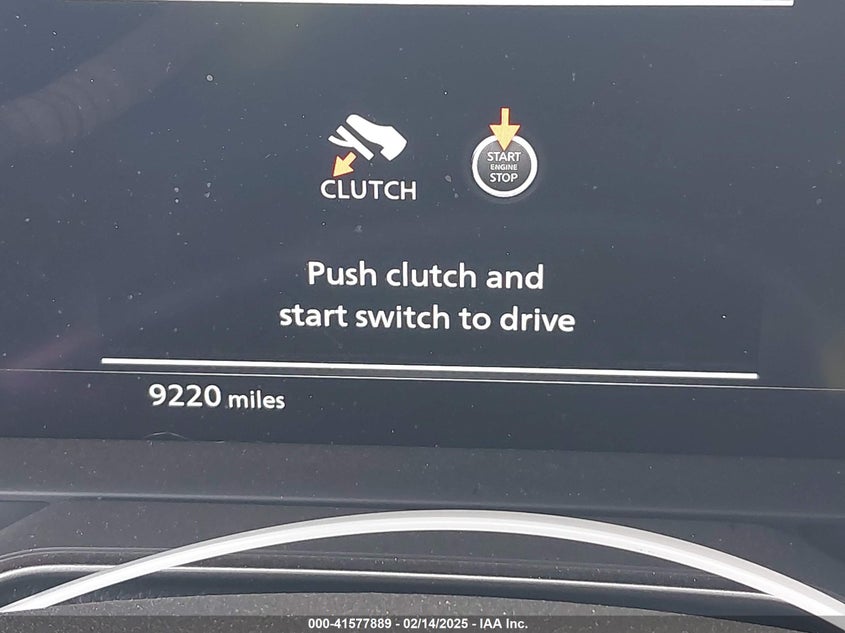 CLUTCH
START
ENGINE
STOP
Push clutch and
start switch to drive
9220 miles
000-41577889 - 02/14/2025 - IAA Inc.